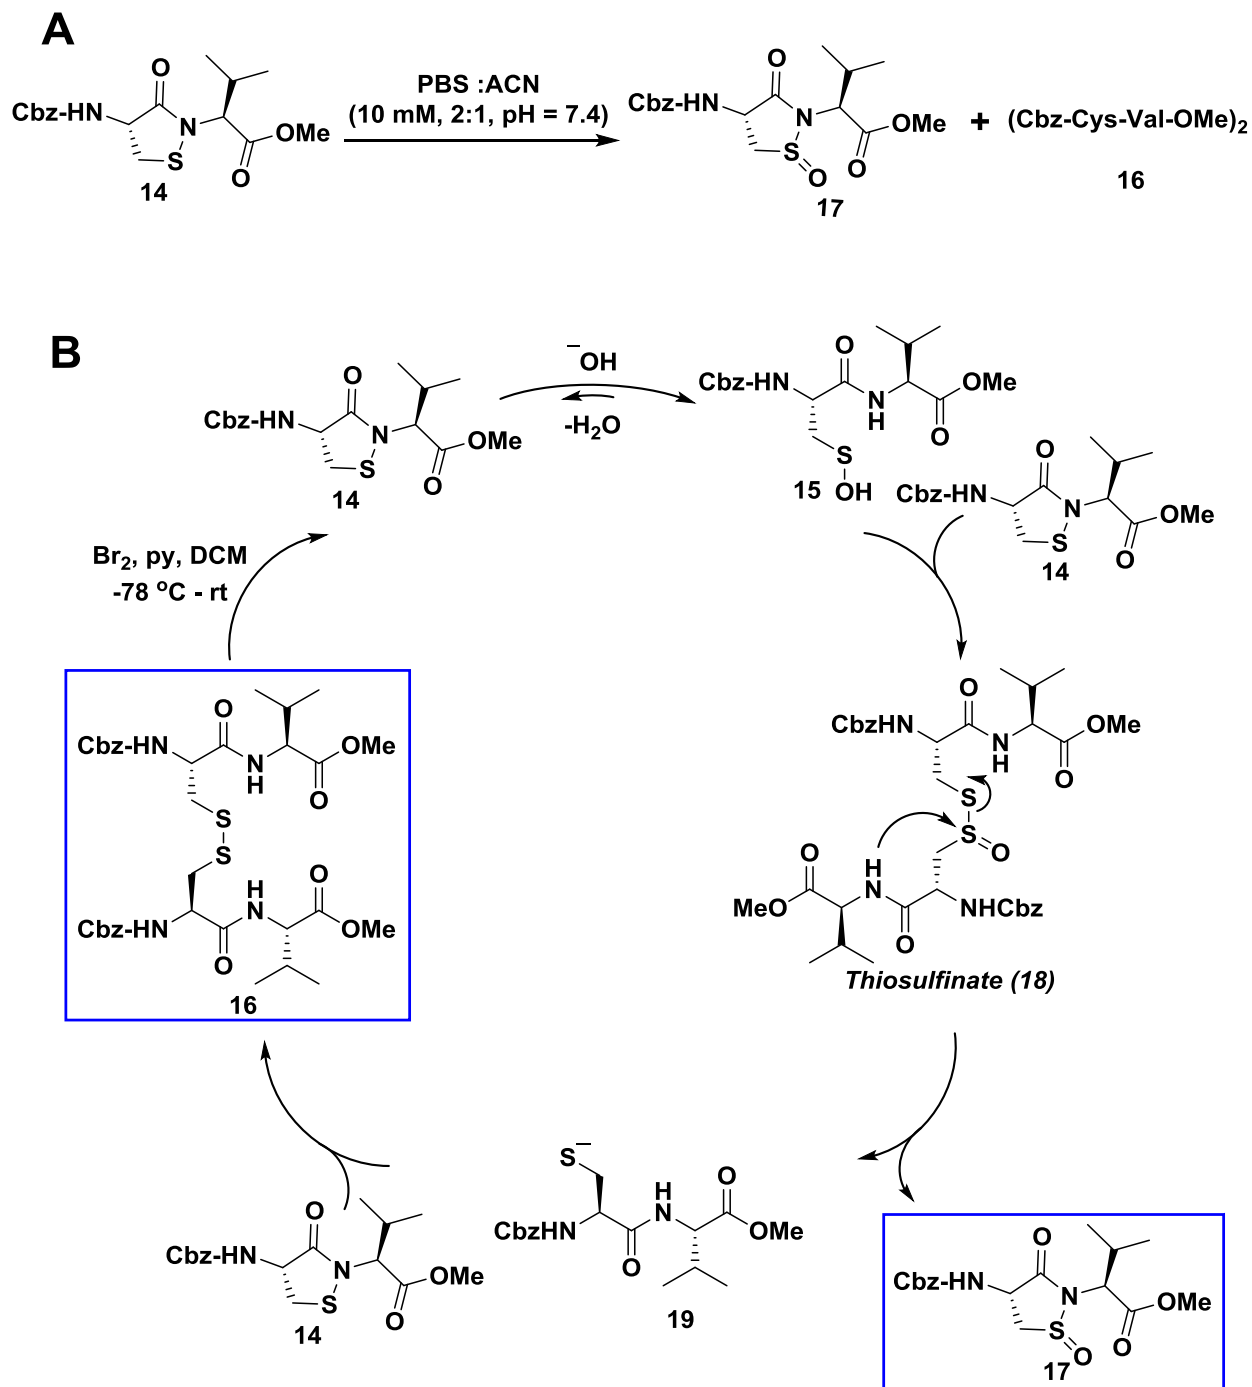 A
Cbz-HN
O
N
S
OMe
O
14
PBS :ACN
(10 mM, 2:1, pH = 7.4)
Cbz-HN
O
N
S
O
OMe
O
17
+
(Cbz-Cys-Val-OMe)₂
16
B
Cbz-HN
O
N
S
OMe
O
14
⁻OH
-H₂O
Cbz-HN
O
N
H
OMe
O
S
OH
15
Cbz-HN
O
N
S
OMe
O
14
Br₂, py, DCM
-78 °C - rt
Cbz-HN
O
N
H
OMe
O
S
S
Cbz-HN
O
H
N
O
OMe
16
CbzHN
O
N
H
OMe
O
S
S
O
O
MeO
H
N
O
NHCbz
Thiosulfinate (18)
Cbz-HN
O
N
S
OMe
O
14
S⁻
CbzHN
O
H
N
O
OMe
19
Cbz-HN
O
N
S
O
OMe
O
17